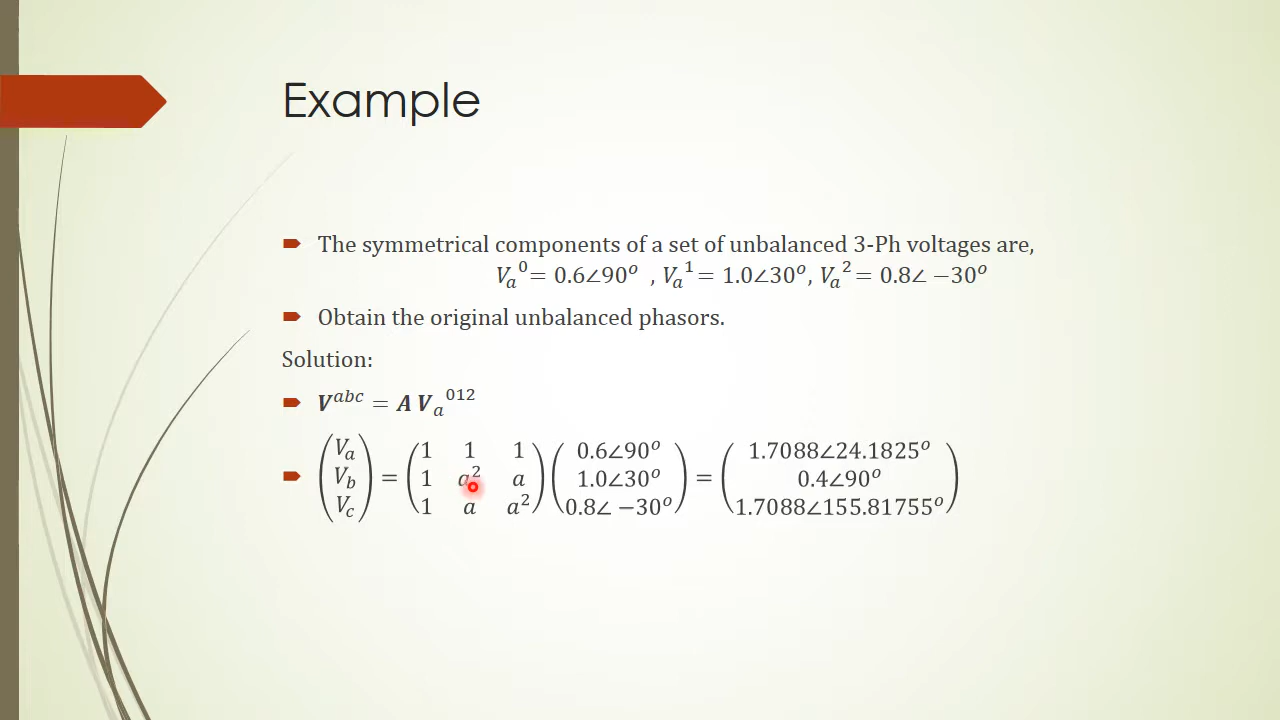 Example
The symmetrical components of a set of unbalanced 3-Ph voltages are,
Vₐ⁰ = 0.6∠90ᵒ , Vₐ¹ = 1.0∠30ᵒ, Vₐ² = 0.8∠ −30ᵒ
Obtain the original unbalanced phasors.
Solution:
𝑽ᵃᵇᶜ = 𝑨 𝑽ₐ⁰¹²
(Vₐ; V_b; V_c) = (1 1 1; 1 a² a; 1 a a²) (0.6∠90ᵒ; 1.0∠30ᵒ; 0.8∠ −30ᵒ) = (1.7088∠24.1825ᵒ; 0.4∠90ᵒ; 1.7088∠155.81755ᵒ)